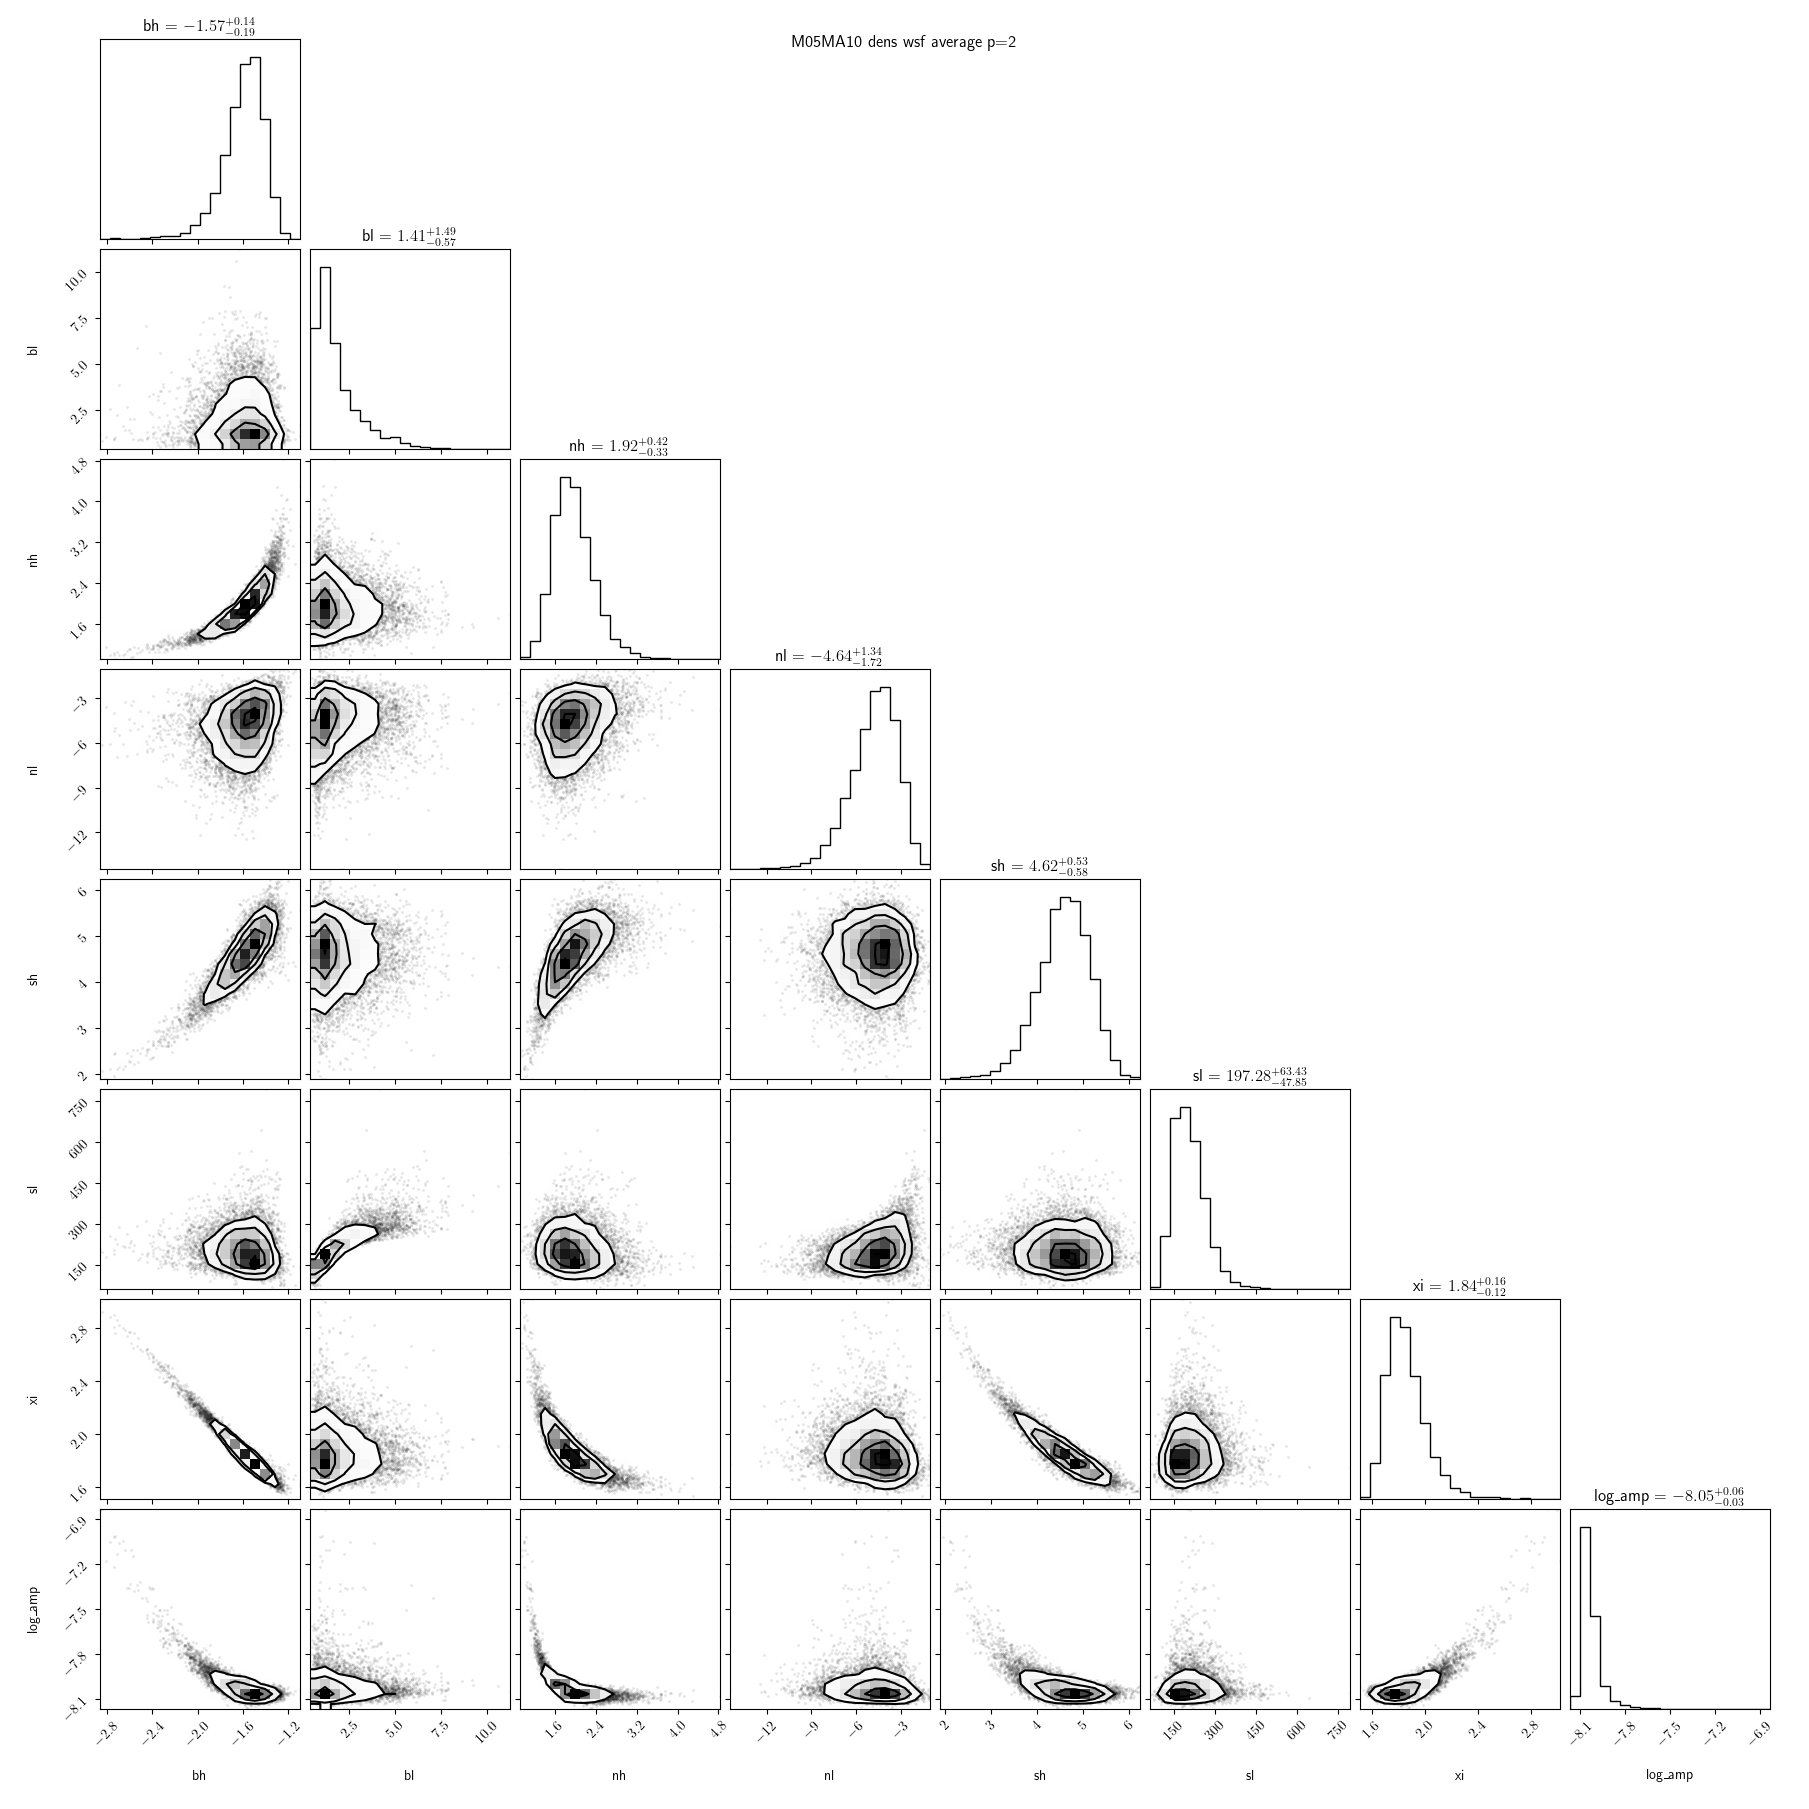 bh = −1.57+0.14 −0.19
M05MA10 dens wsf average p=2
bl = 1.41+1.49 −0.57
10.0
7.5
5.0
2.5
bl
nh = 1.92+0.42 −0.33
4.8
4.0
3.2
2.4
1.6
nh
nl = −4.64+1.34 −1.72
−3
−6
−9
−12
nl
sh = 4.62+0.53 −0.58
6
5
4
3
2
sh
sl = 197.28+63.43 −47.85
750
600
450
300
150
sl
xi = 1.84+0.16 −0.12
2.8
2.4
2.0
1.6
xi
log_amp = −8.05+0.06 −0.03
−6.9
−7.2
−7.5
−7.8
−8.1
log_amp
−2.8 −2.4 −2.0 −1.6 −1.2 2.5 5.0 7.5 10.0 1.6 2.4 3.2 4.0 4.8 −12 −9 −6 −3 2 3 4 5 6 150 300 450 600 750 1.6 2.0 2.4 2.8 −8.1 −7.8 −7.5 −7.2 −6.9
bh bl nh nl sh sl xi log_amp